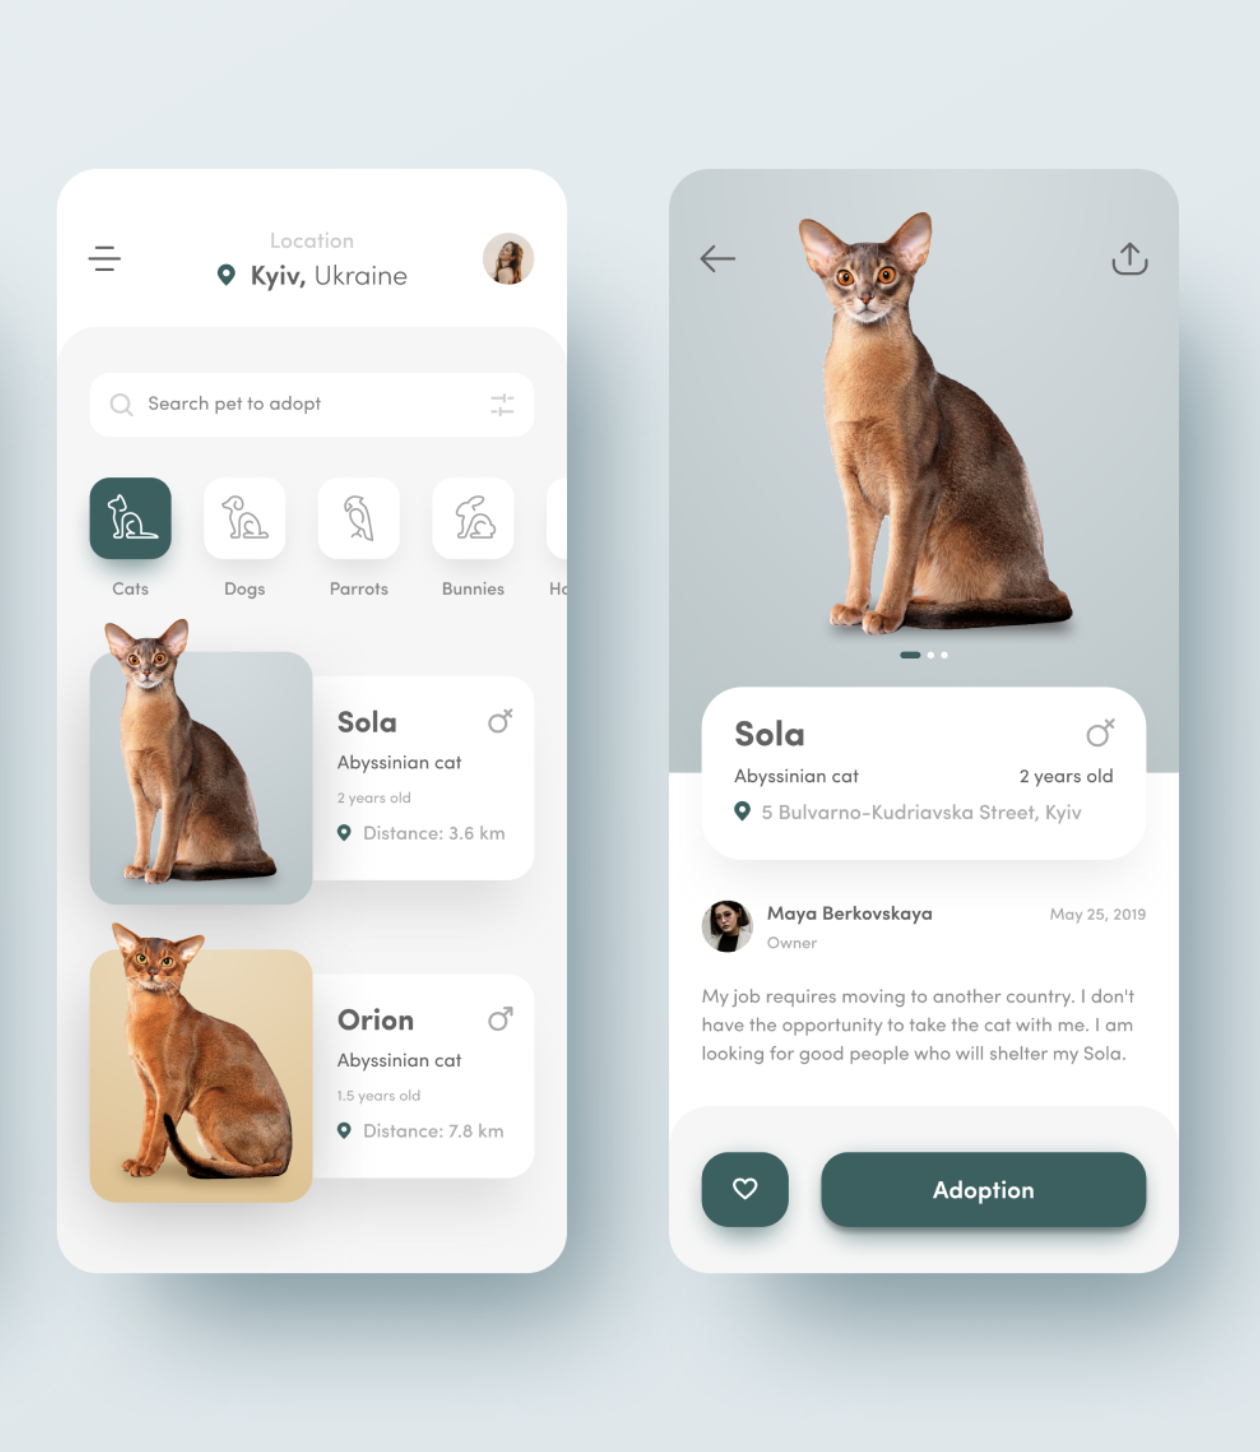 Location
Kyiv, Ukraine
Search pet to adopt
Cats
Dogs
Parrots
Bunnies
Sola
Abyssinian cat
2 years old
Distance: 3.6 km
Orion
Abyssinian cat
1.5 years old
Distance: 7.8 km
Sola
Abyssinian cat
2 years old
5 Bulvarno-Kudriavska Street, Kyiv
Maya Berkovskaya
May 25, 2019
Owner
My job requires moving to another country. I don't
have the opportunity to take the cat with me. I am
looking for good people who will shelter my Sola.
Adoption